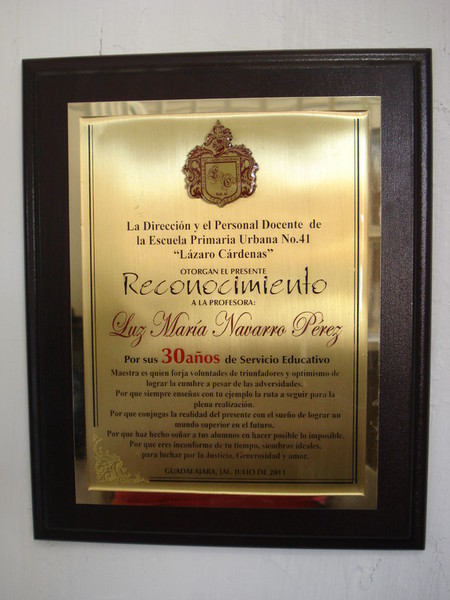 La Dirección y el Personal Docente de
la Escuela Primaria Urbana No.41
“Lázaro Cárdenas”
OTORGAN EL PRESENTE
Reconocimiento
A LA PROFESORA:
Luz María Navarro Pérez
Por sus 30años de Servicio Educativo
Maestra es quien forja voluntades de triunfadores y optimismo de
lograr la cumbre a pesar de las adversidades.
Por que siempre enseñas con tu ejemplo la ruta a seguir para la
plena realización.
Por que conjugas la realidad del presente con el sueño de lograr un
mundo superior en el futuro.
Por que haz hecho soñar a tus alumnos en hacer posible lo imposible.
Por que eres inconforme de tu tiempo, siembras ideales,
para luchar por la Justicia, Generosidad y amor.
GUADALAJARA, JAL. JULIO DE 2011